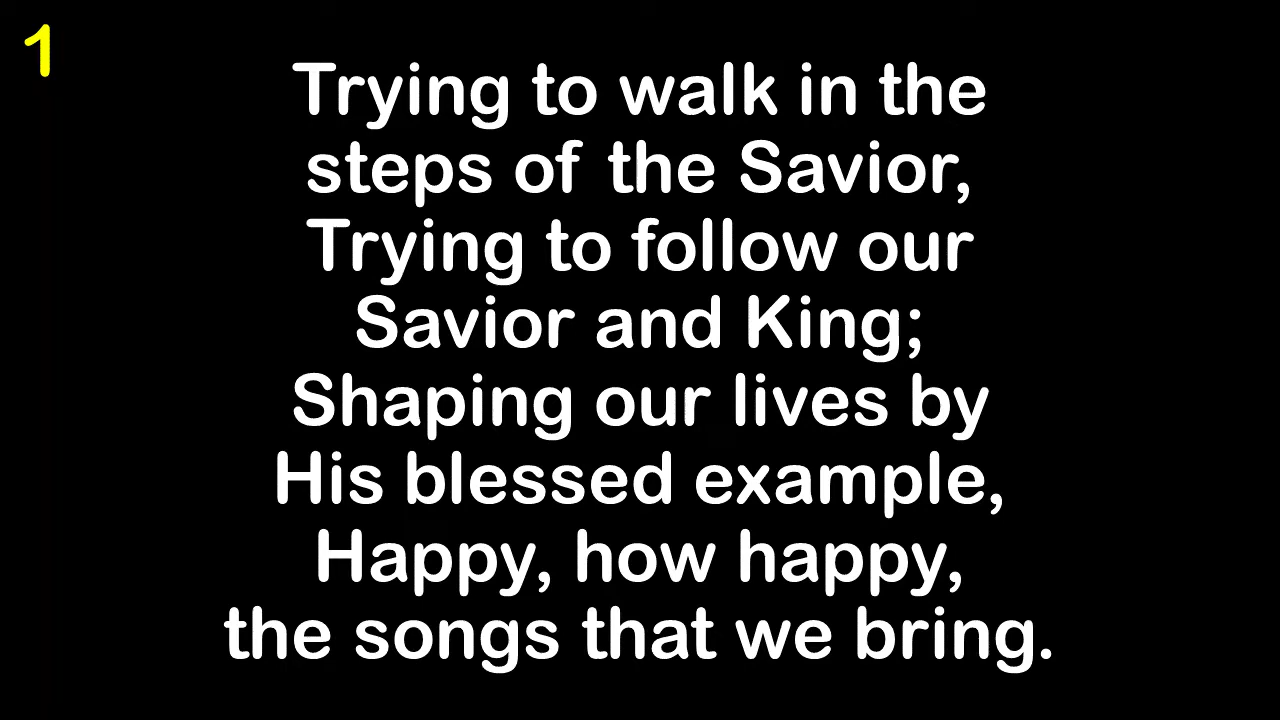 1
Trying to walk in the
steps of the Savior,
Trying to follow our
Savior and King;
Shaping our lives by
His blessed example,
Happy, how happy,
the songs that we bring.